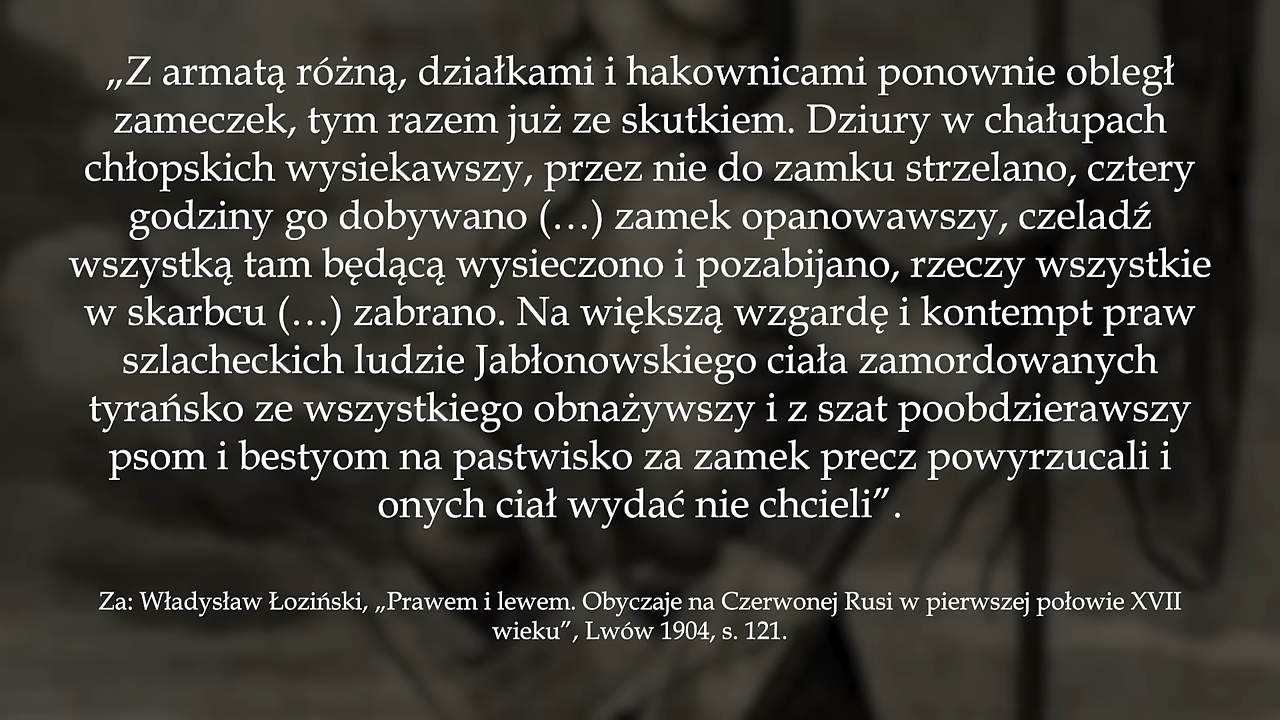 „Z armatą różną, działkami i hakownicami ponownie obległ
zameczek, tym razem już ze skutkiem. Dziury w chałupach
chłopskich wysiekawszy, przez nie do zamku strzelano, cztery
godziny go dobywano (…) zamek opanowawszy, czeladź
wszystką tam będącą wysieczono i pozabijano, rzeczy wszystkie
w skarbcu (…) zabrano. Na większą wzgardę i kontempt praw
szlacheckich ludzie Jabłonowskiego ciała zamordowanych
tyrańsko ze wszystkiego obnażywszy i z szat poobdzierawszy
psom i bestyom na pastwisko za zamek precz powyrzucali i
onych ciał wydać nie chcieli”.
Za: Władysław Łoziński, „Prawem i lewem. Obyczaje na Czerwonej Rusi w pierwszej połowie XVII
wieku”, Lwów 1904, s. 121.